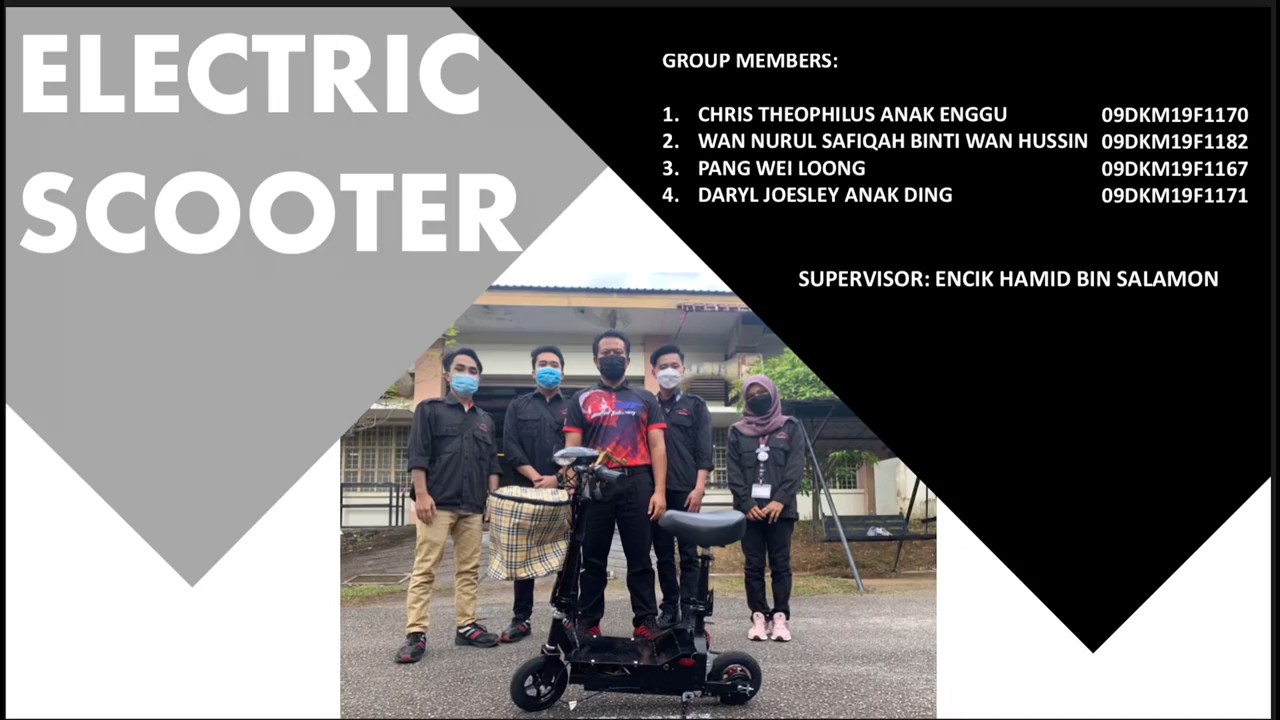 ELECTRIC
SCOOTER
GROUP MEMBERS:
1. CHRIS THEOPHILUS ANAK ENGGU 09DKM19F1170
2. WAN NURUL SAFIQAH BINTI WAN HUSSIN 09DKM19F1182
3. PANG WEI LOONG 09DKM19F1167
4. DARYL JOESLEY ANAK DING 09DKM19F1171
SUPERVISOR: ENCIK HAMID BIN SALAMON